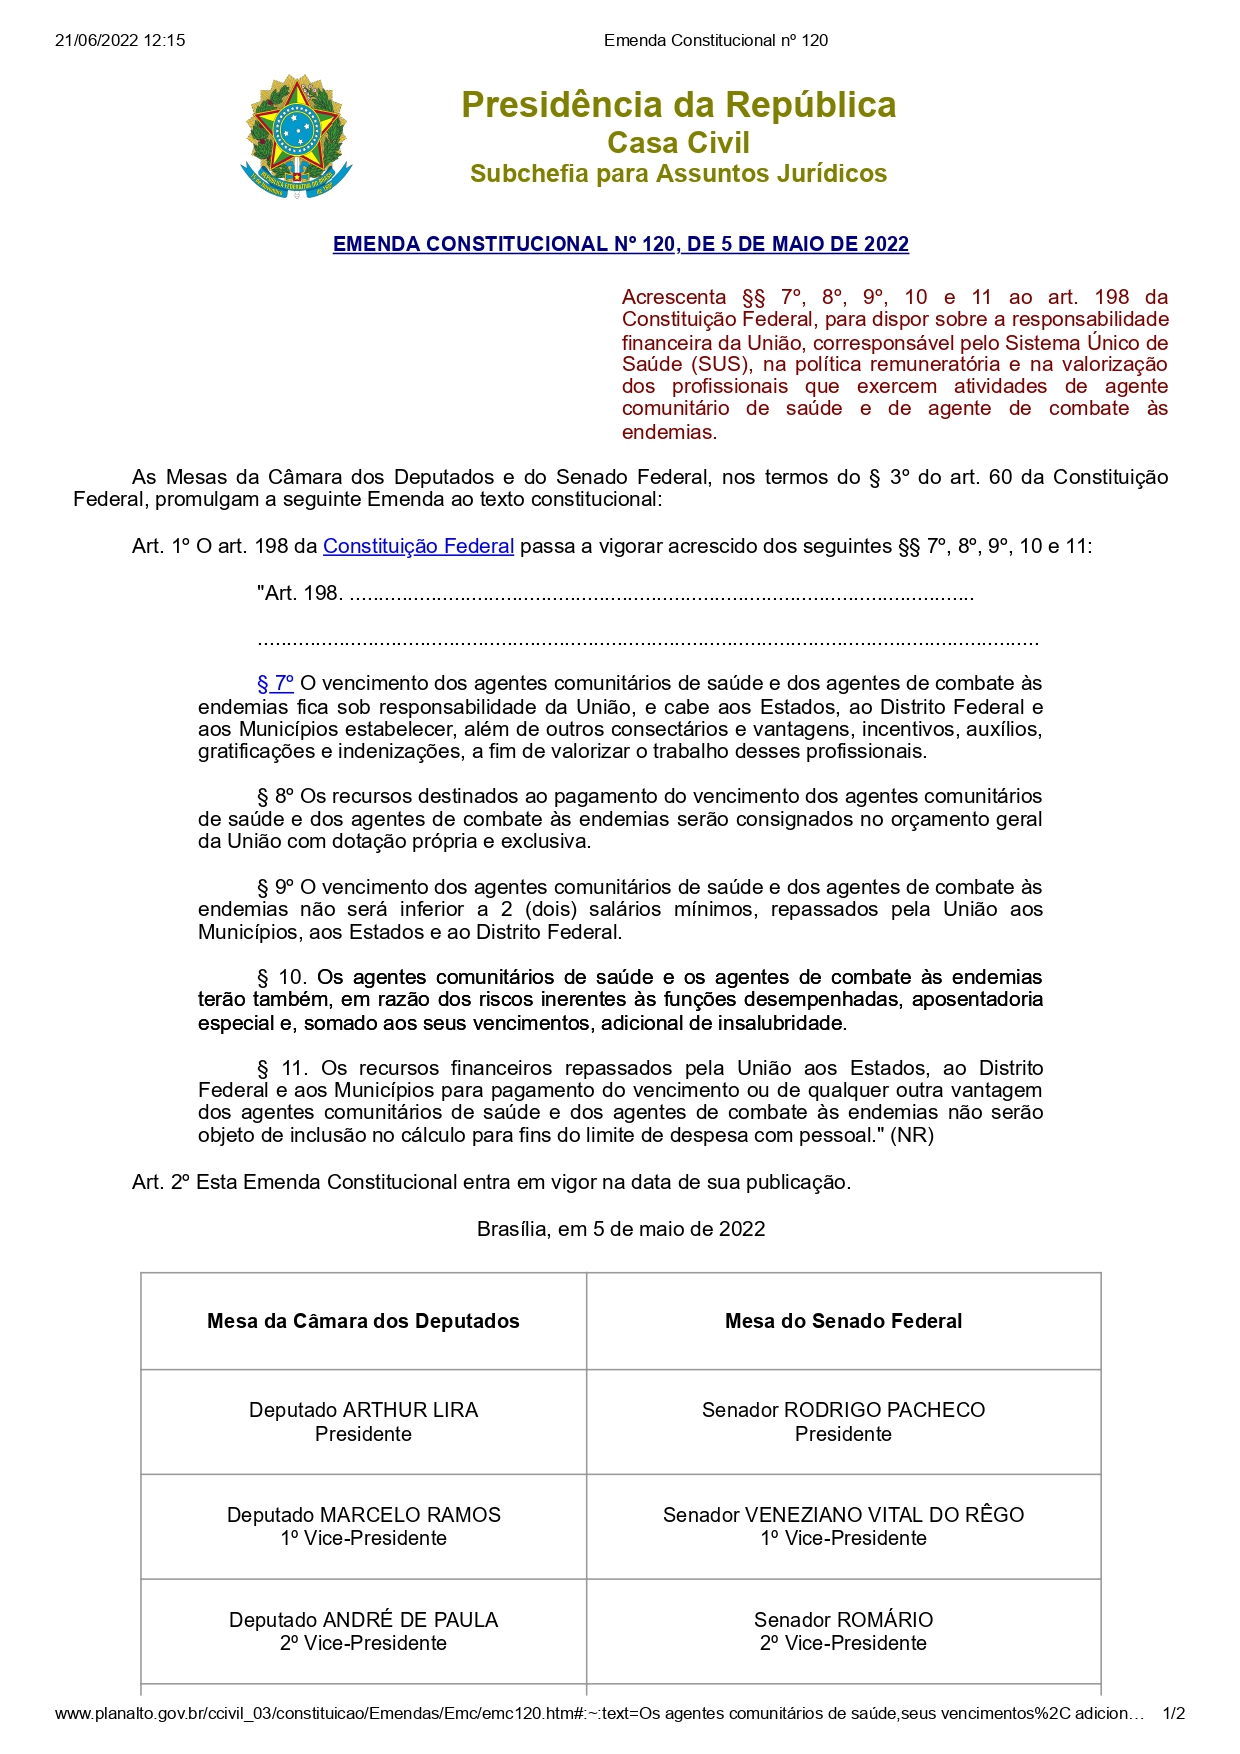 21/06/2022 12:15
Emenda Constitucional nº 120
Presidência da República
Casa Civil
Subchefia para Assuntos Jurídicos
EMENDA CONSTITUCIONAL Nº 120, DE 5 DE MAIO DE 2022
Acrescenta §§ 7º, 8º, 9º, 10 e 11 ao art. 198 da
Constituição Federal, para dispor sobre a responsabilidade
financeira da União, corresponsável pelo Sistema Único de
Saúde (SUS), na política remuneratória e na valorização
dos profissionais que exercem atividades de agente
comunitário de saúde e de agente de combate às
endemias.
As Mesas da Câmara dos Deputados e do Senado Federal, nos termos do § 3º do art. 60 da Constituição
Federal, promulgam a seguinte Emenda ao texto constitucional:
Art. 1º O art. 198 da Constituição Federal passa a vigorar acrescido dos seguintes §§ 7º, 8º, 9º, 10 e 11:
"Art. 198. ............................................................................................................
.......................................................................................................................................
§ 7º O vencimento dos agentes comunitários de saúde e dos agentes de combate às
endemias fica sob responsabilidade da União, e cabe aos Estados, ao Distrito Federal e
aos Municípios estabelecer, além de outros consectários e vantagens, incentivos, auxílios,
gratificações e indenizações, a fim de valorizar o trabalho desses profissionais.
§ 8º Os recursos destinados ao pagamento do vencimento dos agentes comunitários
de saúde e dos agentes de combate às endemias serão consignados no orçamento geral
da União com dotação própria e exclusiva.
§ 9º O vencimento dos agentes comunitários de saúde e dos agentes de combate às
endemias não será inferior a 2 (dois) salários mínimos, repassados pela União aos
Municípios, aos Estados e ao Distrito Federal.
§ 10. Os agentes comunitários de saúde e os agentes de combate às endemias
terão também, em razão dos riscos inerentes às funções desempenhadas, aposentadoria
especial e, somado aos seus vencimentos, adicional de insalubridade.
§ 11. Os recursos financeiros repassados pela União aos Estados, ao Distrito
Federal e aos Municípios para pagamento do vencimento ou de qualquer outra vantagem
dos agentes comunitários de saúde e dos agentes de combate às endemias não serão
objeto de inclusão no cálculo para fins do limite de despesa com pessoal." (NR)
Art. 2º Esta Emenda Constitucional entra em vigor na data de sua publicação.
Brasília, em 5 de maio de 2022
Mesa da Câmara dos Deputados
Mesa do Senado Federal
Deputado ARTHUR LIRA
Presidente
Senador RODRIGO PACHECO
Presidente
Deputado MARCELO RAMOS
1º Vice-Presidente
Senador VENEZIANO VITAL DO RÊGO
1º Vice-Presidente
Deputado ANDRÉ DE PAULA
2º Vice-Presidente
Senador ROMÁRIO
2º Vice-Presidente
www.planalto.gov.br/ccivil_03/constituicao/Emendas/Emc/emc120.htm#:~:text=Os agentes comunitários de saúde,seus vencimentos%2C adicion…
1/2